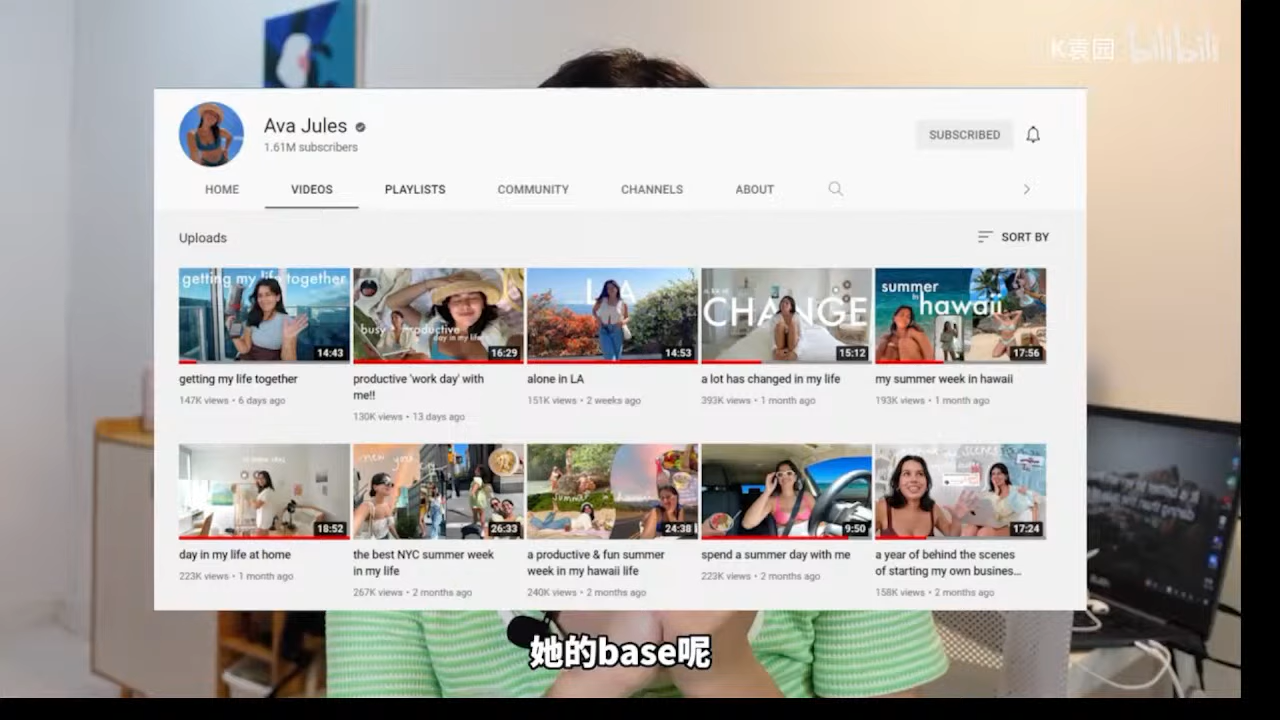 K袁园 bilibili
Ava Jules
1.61M subscribers
SUBSCRIBED
HOME
VIDEOS
PLAYLISTS
COMMUNITY
CHANNELS
ABOUT
Uploads
SORT BY
getting my life together
14:43
busy productive
day in my life
16:29
LA
14:53
CHANGE
15:12
summer
in
hawaii
17:56
getting my life together
147K views • 6 days ago
productive 'work day' with
me!!
130K views • 13 days ago
alone in LA
151K views • 2 weeks ago
a lot has changed in my life
393K views • 1 month ago
my summer week in hawaii
193K views • 1 month ago
18:52
new york city
26:33
24:38
9:50
17:24
day in my life at home
223K views • 1 month ago
the best NYC summer week
in my life
267K views • 2 months ago
a productive & fun summer
week in my hawaii life
240K views • 2 months ago
spend a summer day with me
223K views • 2 months ago
a year of behind the scenes
of starting my own busines...
158K views • 2 months ago
她的base呢